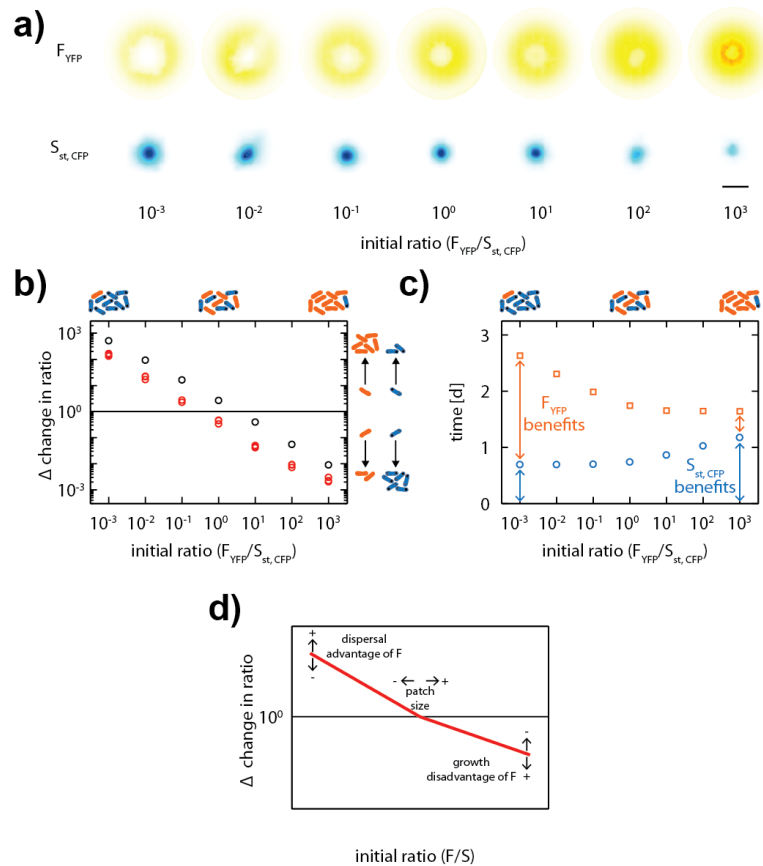 a)
F_YFP
S_st, CFP
10^-3 10^-2 10^-1 10^0 10^1 10^2 10^3
initial ratio (F_YFP/S_st, CFP)
b)
Δ change in ratio
10^3
10^0
10^-3
10^-3 10^-2 10^-1 10^0 10^1 10^2 10^3
initial ratio (F_YFP/S_st, CFP)
c)
time [d]
3
2
1
0
F_YFP
benefits
S_st, CFP
benefits
10^-3 10^-2 10^-1 10^0 10^1 10^2 10^3
initial ratio (F_YFP/S_st, CFP)
d)
Δ change in ratio
10^0
+
-
dispersal
advantage of F
- +
patch
size
-
+
growth
disadvantage of F
initial ratio (F/S)